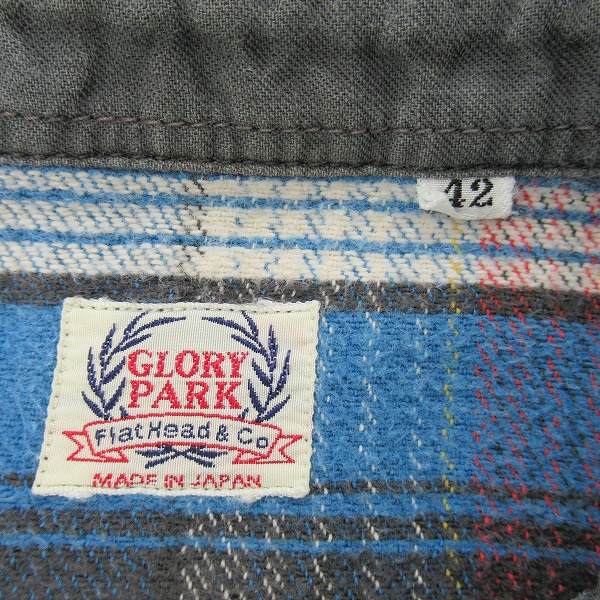 42
GLORY
PARK
FlatHead & Co
MADE IN JAPAN